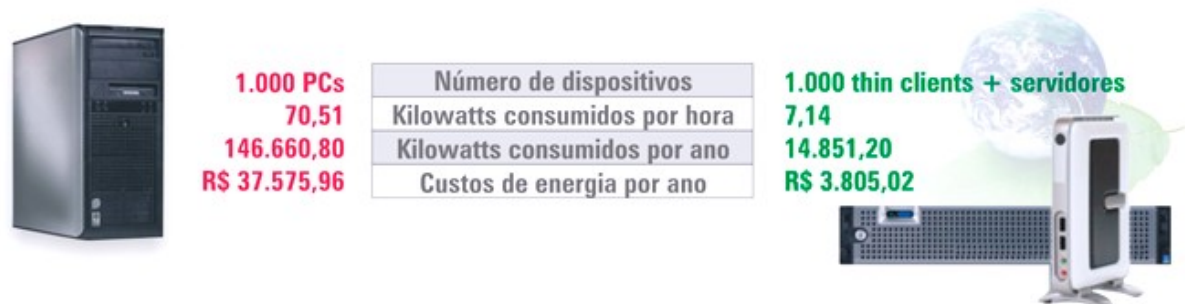 1.000 PCs Número de dispositivos 1.000 thin clients + servidores
70,51 Kilowatts consumidos por hora 7,14
146.660,80 Kilowatts consumidos por ano 14.851,20
R$ 37.575,96 Custos de energia por ano R$ 3.805,02